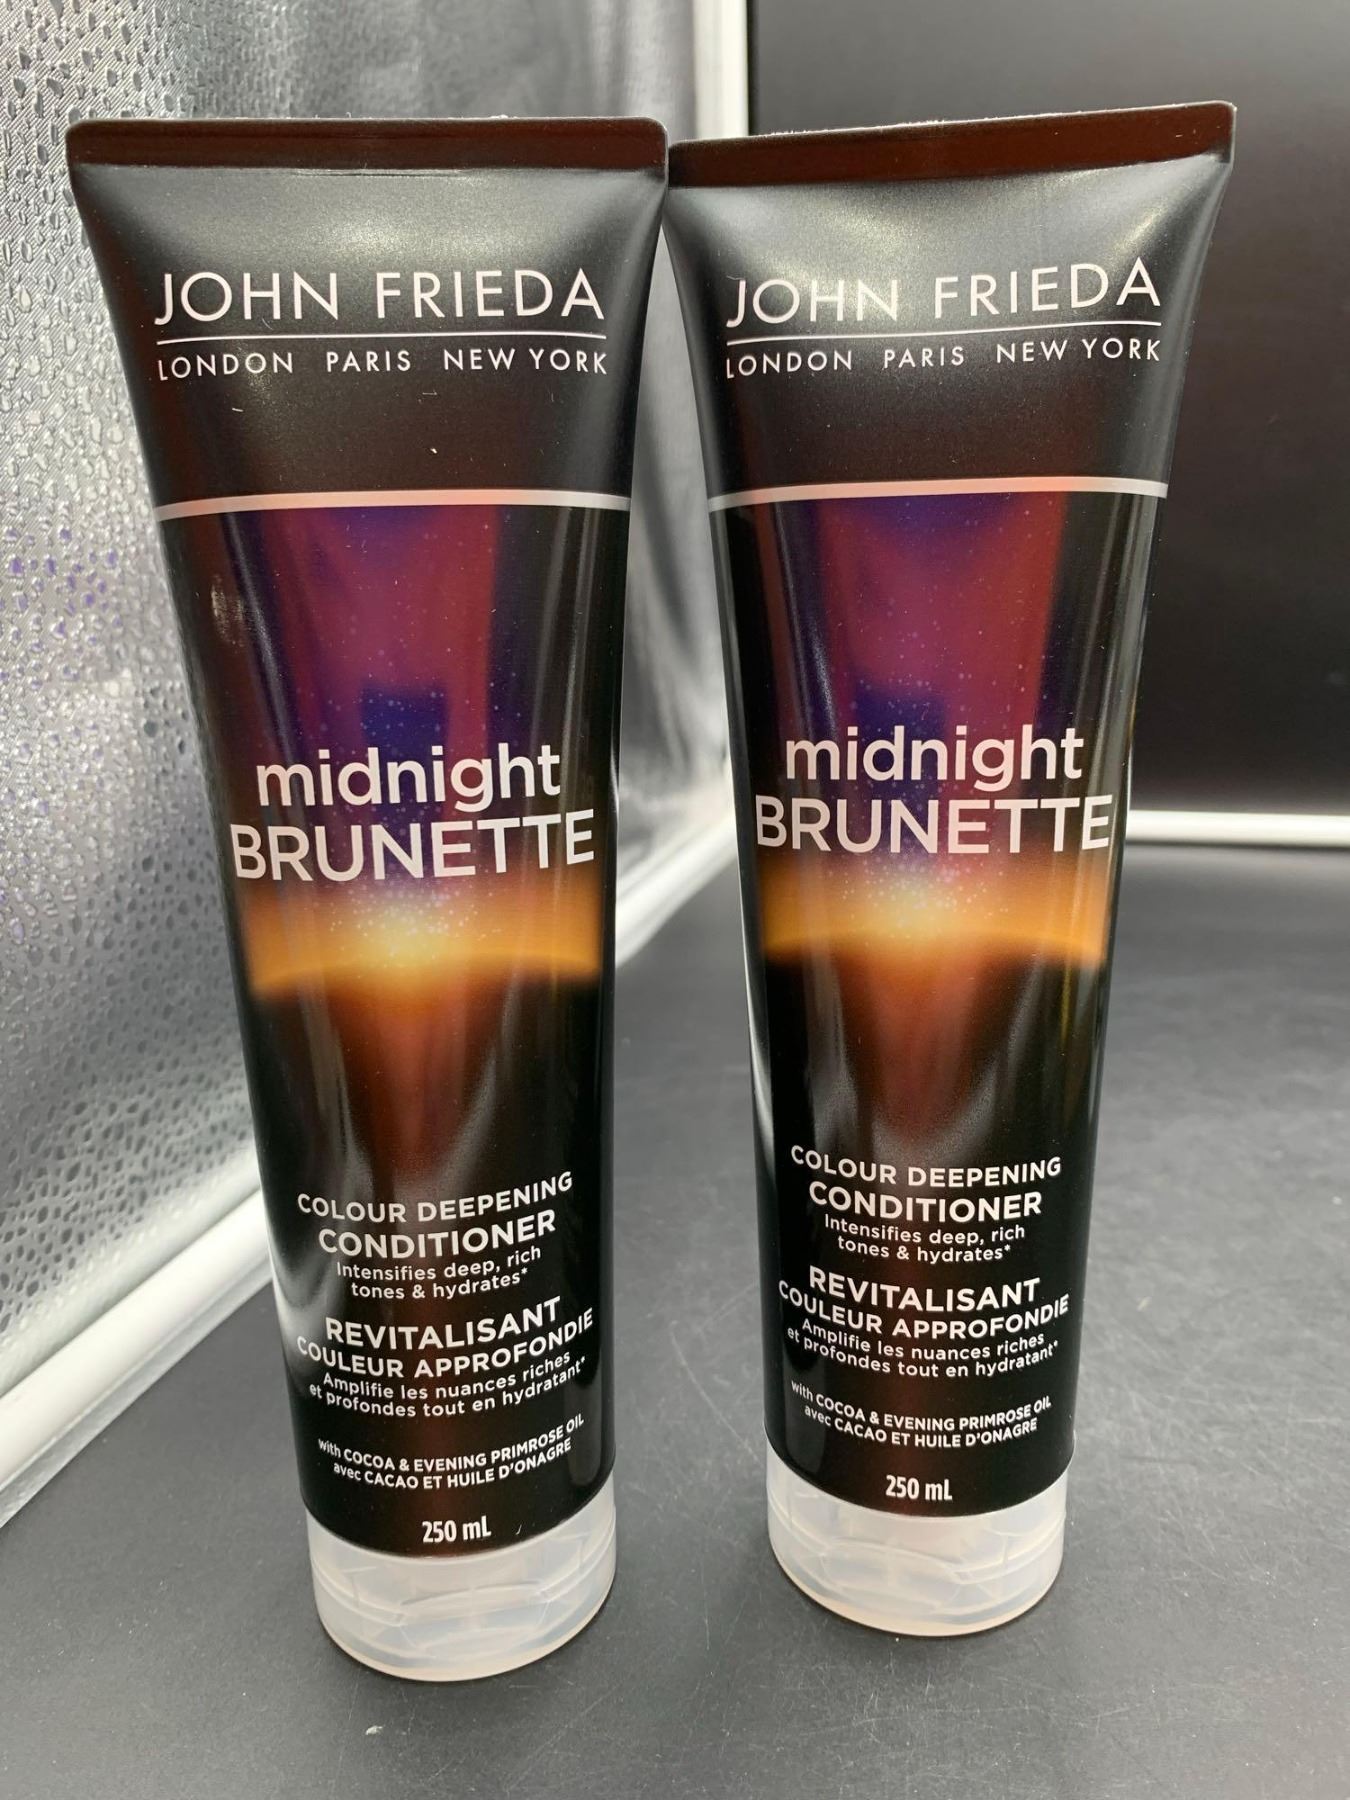 JOHN FRIEDA
LONDON PARIS NEW YORK
midnight
BRUNETTE
COLOUR DEEPENING
CONDITIONER
Intensifies deep, rich
tones & hydrates*
REVITALISANT
COULEUR APPROFONDIE
Amplifie les nuances riches
et profondes tout en hydratant*
with COCOA & EVENING PRIMROSE OIL
avec CACAO ET HUILE D'ONAGRE
250 mL
JOHN FRIEDA
LONDON PARIS NEW YORK
midnight
BRUNETTE
COLOUR DEEPENING
CONDITIONER
Intensifies deep, rich
tones & hydrates*
REVITALISANT
COULEUR APPROFONDIE
Amplifie les nuances riches
et profondes tout en hydratant*
with COCOA & EVENING PRIMROSE OIL
avec CACAO ET HUILE D'ONAGRE
250 mL